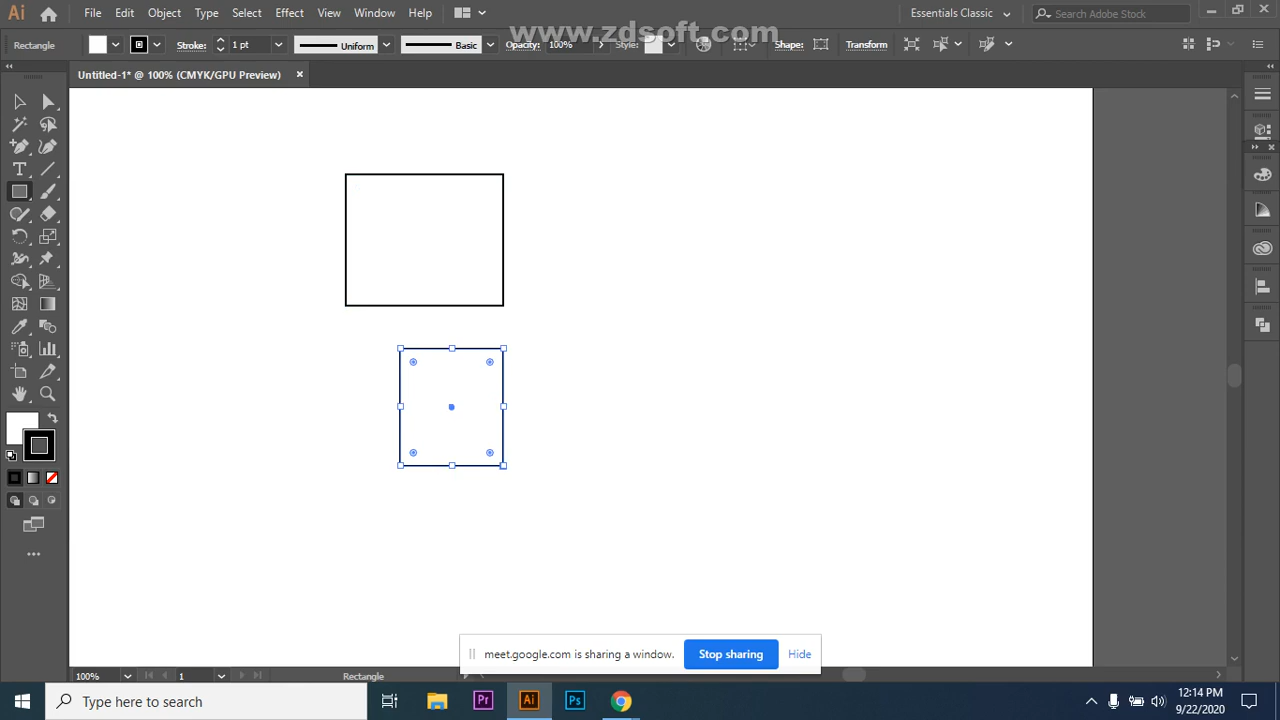 Ai File Edit Object Type Select Effect View Window Help Essentials Classic Search Adobe Stock
www.zdsoft.com
Rectangle Stroke: 1 pt Uniform Basic Opacity: 100% Style: Shape: Transform
Untitled-1* @ 100% (CMYK/GPU Preview)
T
meet.google.com is sharing a window. Stop sharing Hide
100% 1 Rectangle
Type here to search Pr Ai Ps 12:14 PM
9/22/2020